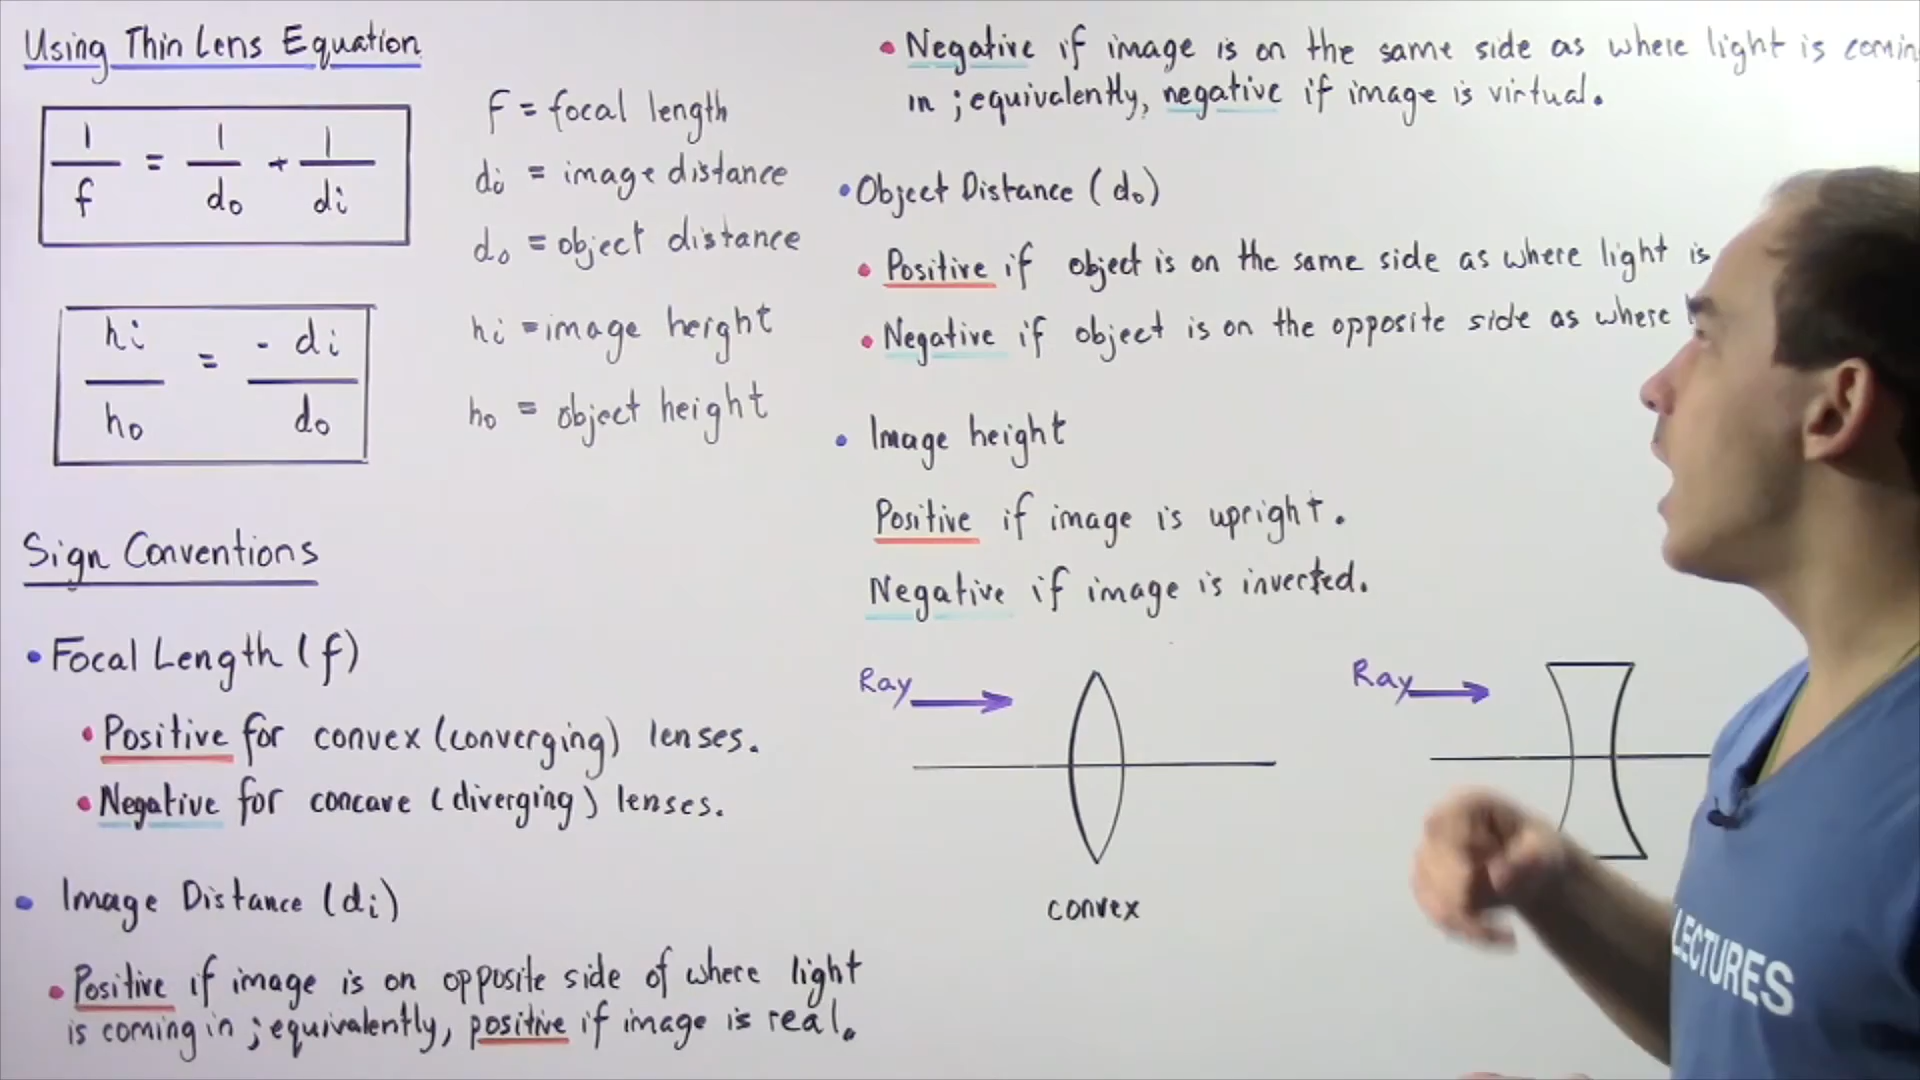 Using Thin Lens Equation
1/f = 1/do + 1/di
hi/ho = - di/do
f = focal length
di = image distance
do = object distance
hi = image height
ho = object height
Sign Conventions
• Focal Length (f)
• Positive for convex (converging) lenses.
• Negative for concave (diverging) lenses.
• Image Distance (di)
• Positive if image is on opposite side of where light
is coming in ; equivalently, positive if image is real.
• Negative if image is on the same side as where light is comin
in ; equivalently, negative if image is virtual.
• Object Distance (do)
• Positive if object is on the same side as where light is
• Negative if object is on the opposite side as where
• Image height
Positive if image is upright.
Negative if image is inverted.
Ray
convex
Ray
LECTURES